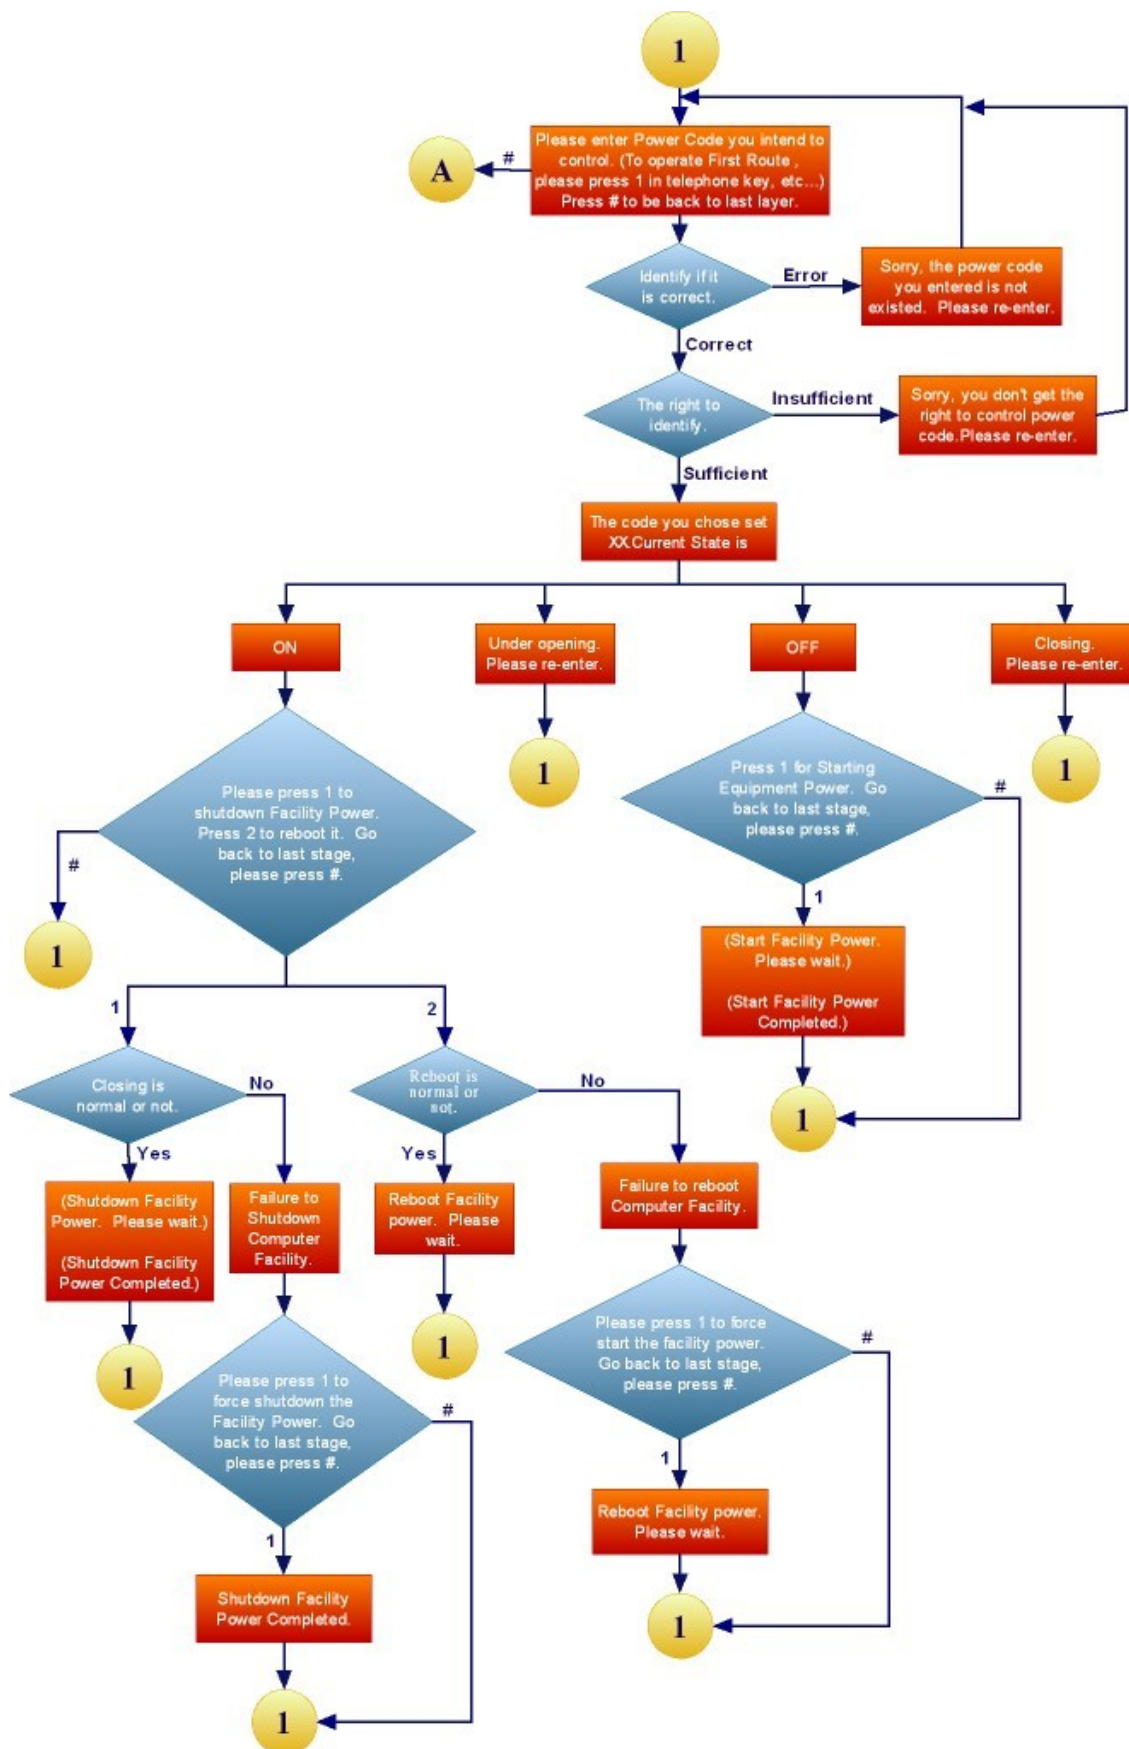 1
Please enter Power Code you intend to
control. (To operate First Route ,
please press 1 in telephone key, etc...)
Press # to be back to last layer.
#
A
Identify if it
is correct.
Error
Sorry, the power code
you entered is not
existed. Please re-enter.
Correct
The right to
identify.
Insufficient
Sorry, you don't get the
right to control power
code.Please re-enter.
Sufficient
The code you chose set
XX.Current State is
ON
Under opening.
Please re-enter.
OFF
Closing.
Please re-enter.
1
1
Please press 1 to
shutdown Facility Power.
Press 2 to reboot it. Go
back to last stage,
please press #.
#
1
Press 1 for Starting
Equipment Power. Go
back to last stage,
please press #.
#
1
(Start Facility Power.
Please wait.)
(Start Facility Power
Completed.)
1
1
2
Closing is
normal or not.
No
Yes
Reboot is
normal or
not.
No
Yes
(Shutdown Facility
Power. Please wait.)
(Shutdown Facility
Power Completed.)
1
Failure to
Shutdown
Computer
Facility.
Reboot Facility
power. Please
wait.
1
Failure to reboot
Computer Facility.
Please press 1 to
force shutdown the
Facility Power. Go
back to last stage,
please press #.
#
1
Shutdown Facility
Power Completed.
1
Please press 1 to force
start the facility power.
Go back to last stage,
please press #.
#
1
Reboot Facility power.
Please wait.
1